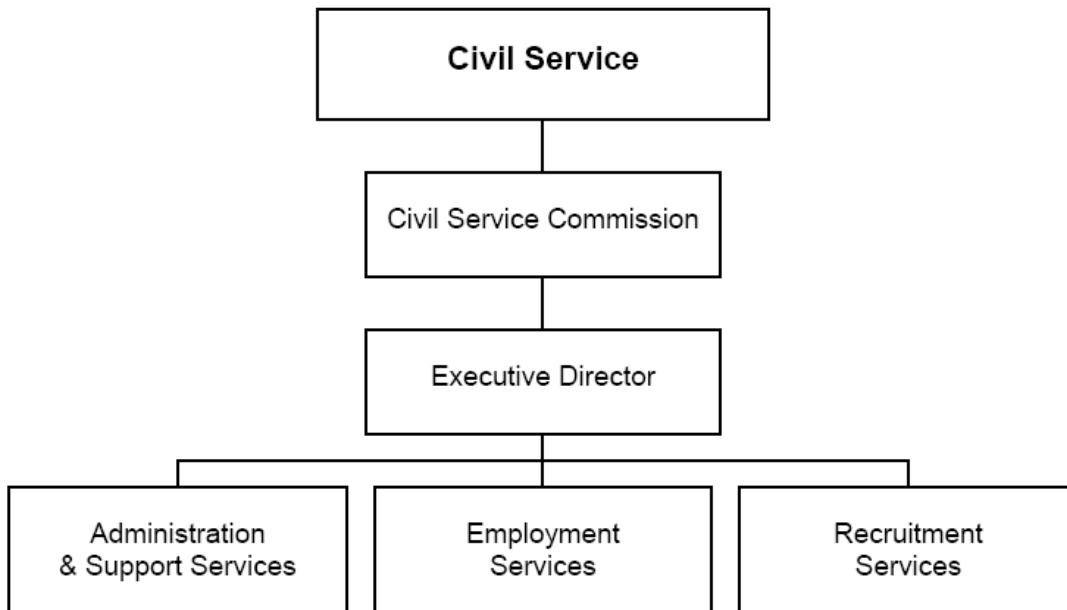 Civil Service
Civil Service Commission
Executive Director
Administration
& Support Services
Employment
Services
Recruitment
Services